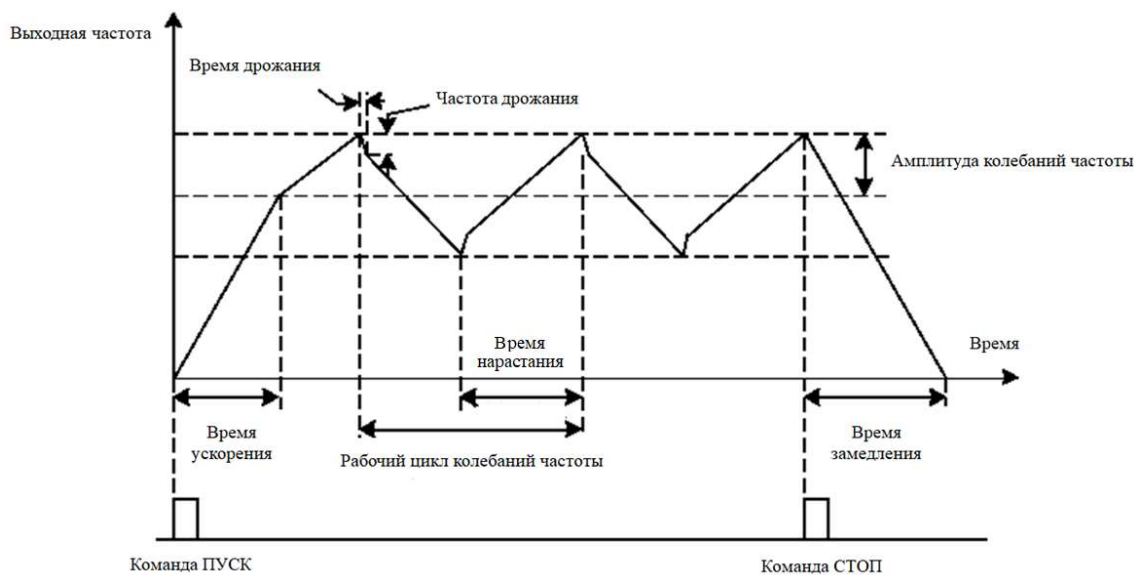 Выходная частота
Время дрожания
Частота дрожания
Амплитуда колебаний частоты
Время
нарастания
Время
Время
ускорения
Рабочий цикл колебаний частоты
Время
замедления
Команда ПУСК
Команда СТОП